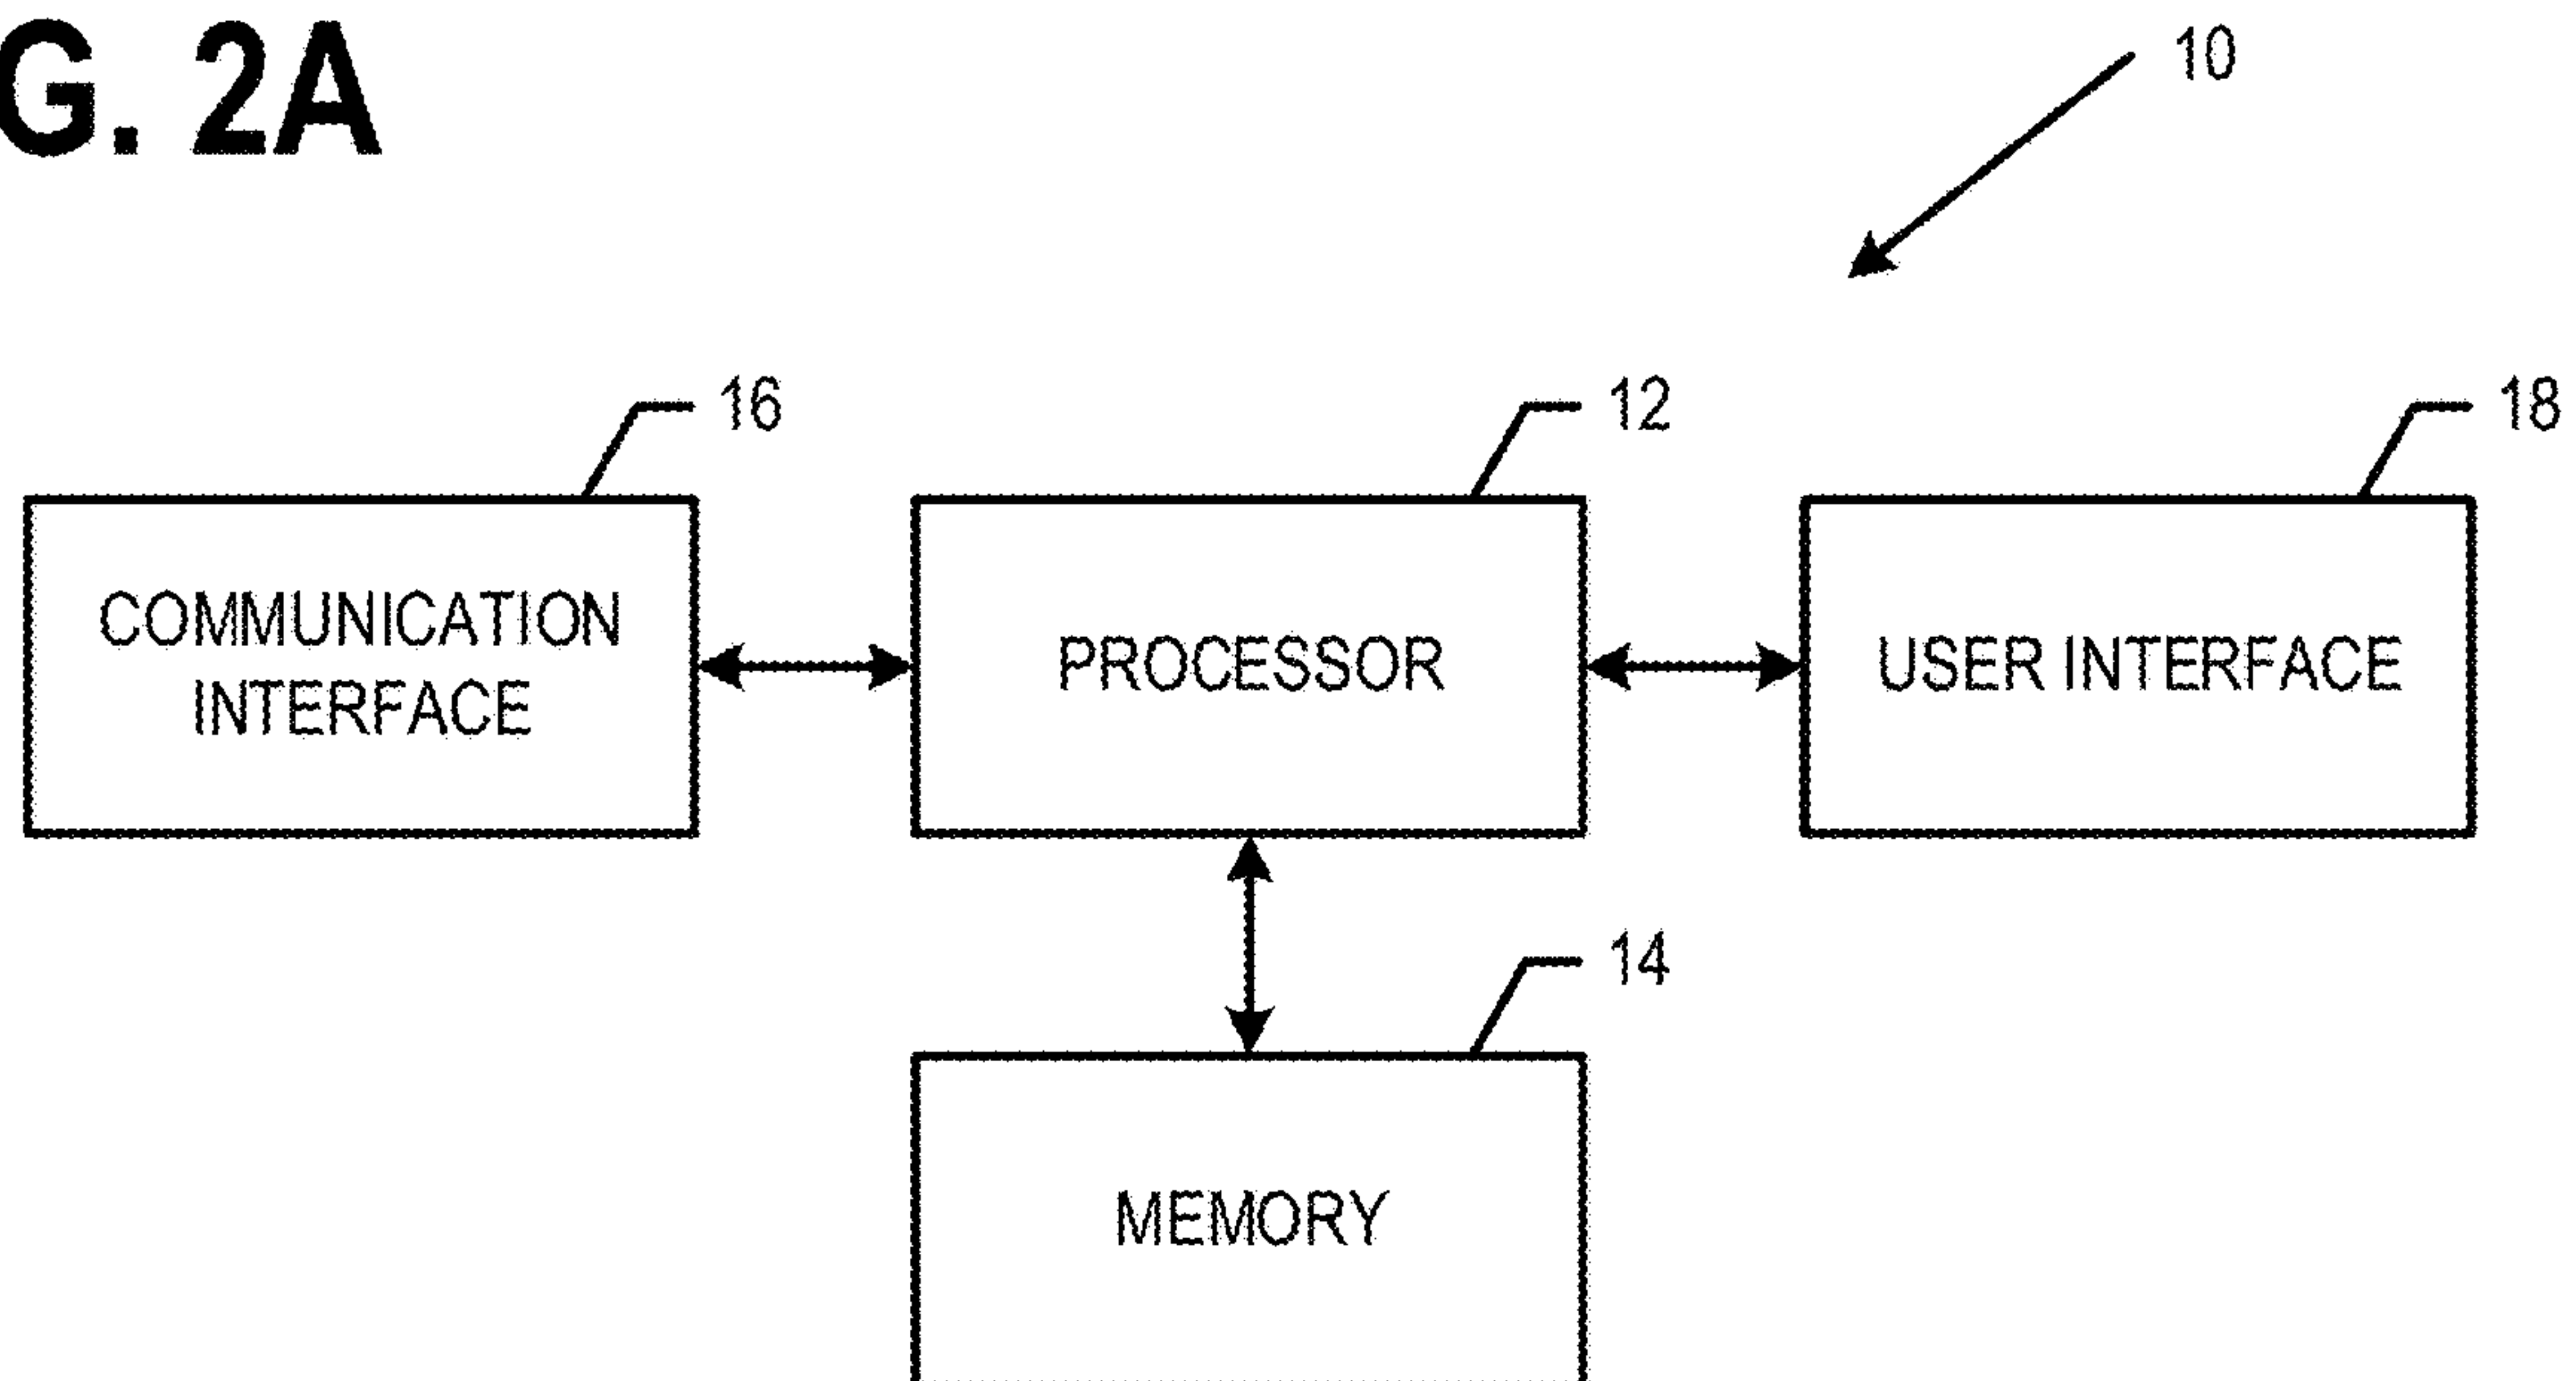 G. 2A
10
16
12
18
COMMUNICATION
INTERFACE
PROCESSOR
USER INTERFACE
14
MEMORY